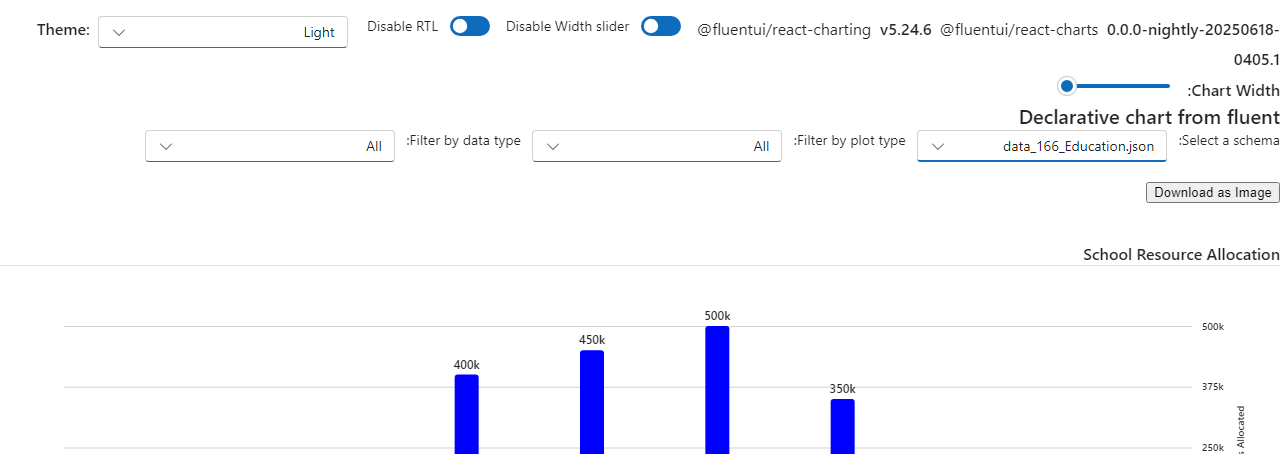 Theme: Light Disable RTL Disable Width slider @fluentui/react-charting v5.24.6 @fluentui/react-charts 0.0.0-nightly-20250618-
0405.1
:Chart Width
Declarative chart from fluent
:Select a schema data_166_Education.json :Filter by plot type All :Filter by data type All
Download as Image
School Resource Allocation
500k
500k
450k
400k
375k
350k
250k
Allocated